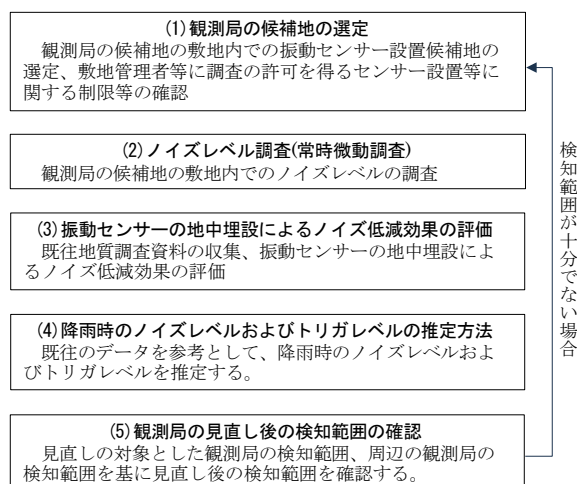 (1)観測局の候補地の選定
観測局の候補地の敷地内での振動センサー設置候補地の
選定、敷地管理者等に調査の許可を得るセンサー設置等に
関する制限等の確認
(2)ノイズレベル調査(常時微動調査)
観測局の候補地の敷地内でのノイズレベルの調査
(3)振動センサーの地中埋設によるノイズ低減効果の評価
既往地質調査資料の収集、振動センサーの地中埋設によ
るノイズ低減効果の評価
(4)降雨時のノイズレベルおよびトリガレベルの推定方法
既往のデータを参考として、降雨時のノイズレベルおよ
びトリガレベルを推定する。
(5)観測局の見直し後の検知範囲の確認
見直しの対象とした観測局の検知範囲、周辺の観測局の
検知範囲を基に見直し後の検知範囲を確認する。
検知範囲が十分でない場合